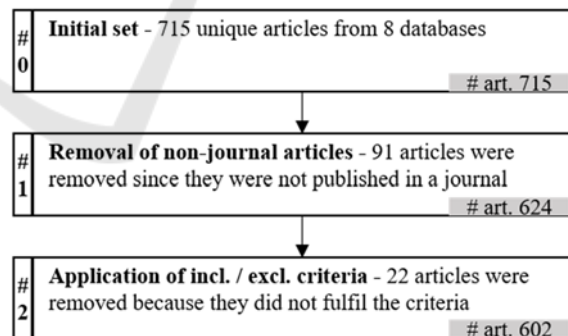 #
0
Initial set - 715 unique articles from 8 databases
# art. 715
#
1
Removal of non-journal articles - 91 articles were
removed since they were not published in a journal
# art. 624
#
2
Application of incl. / excl. criteria - 22 articles were
removed because they did not fulfil the criteria
# art. 602